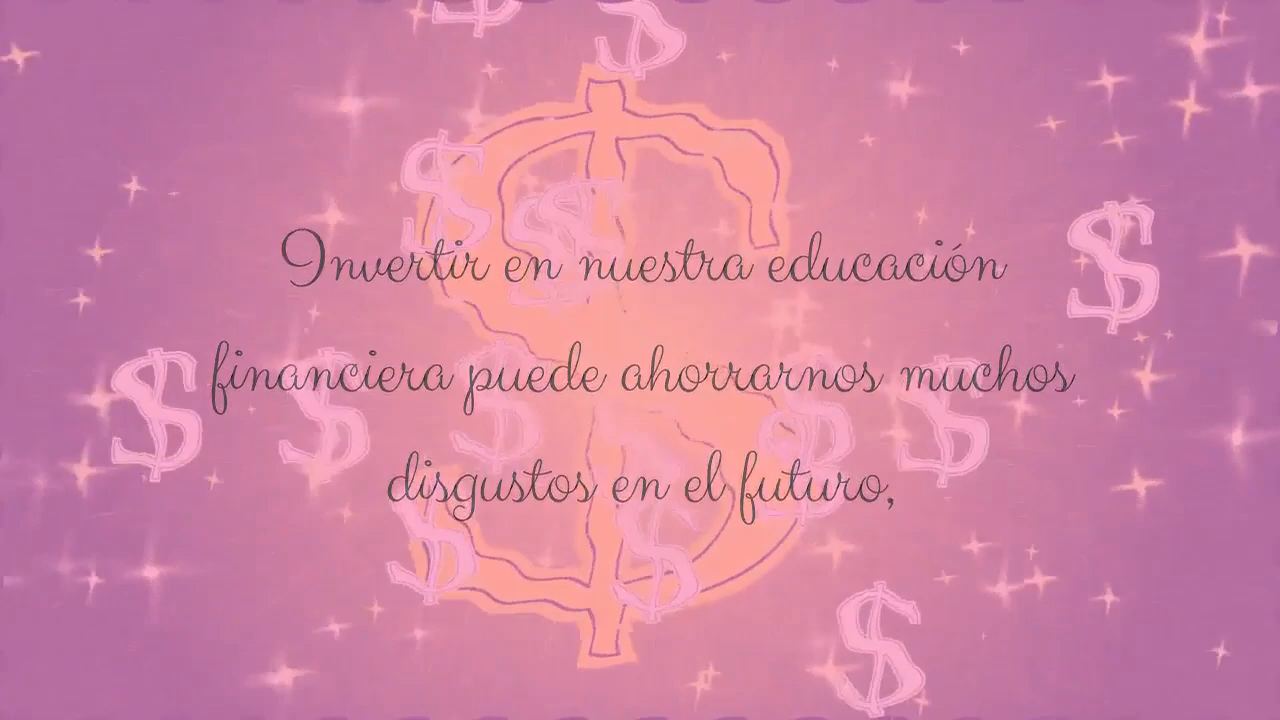 Invertir en nuestra educación
financiera puede ahorrarnos muchos
disgustos en el futuro,